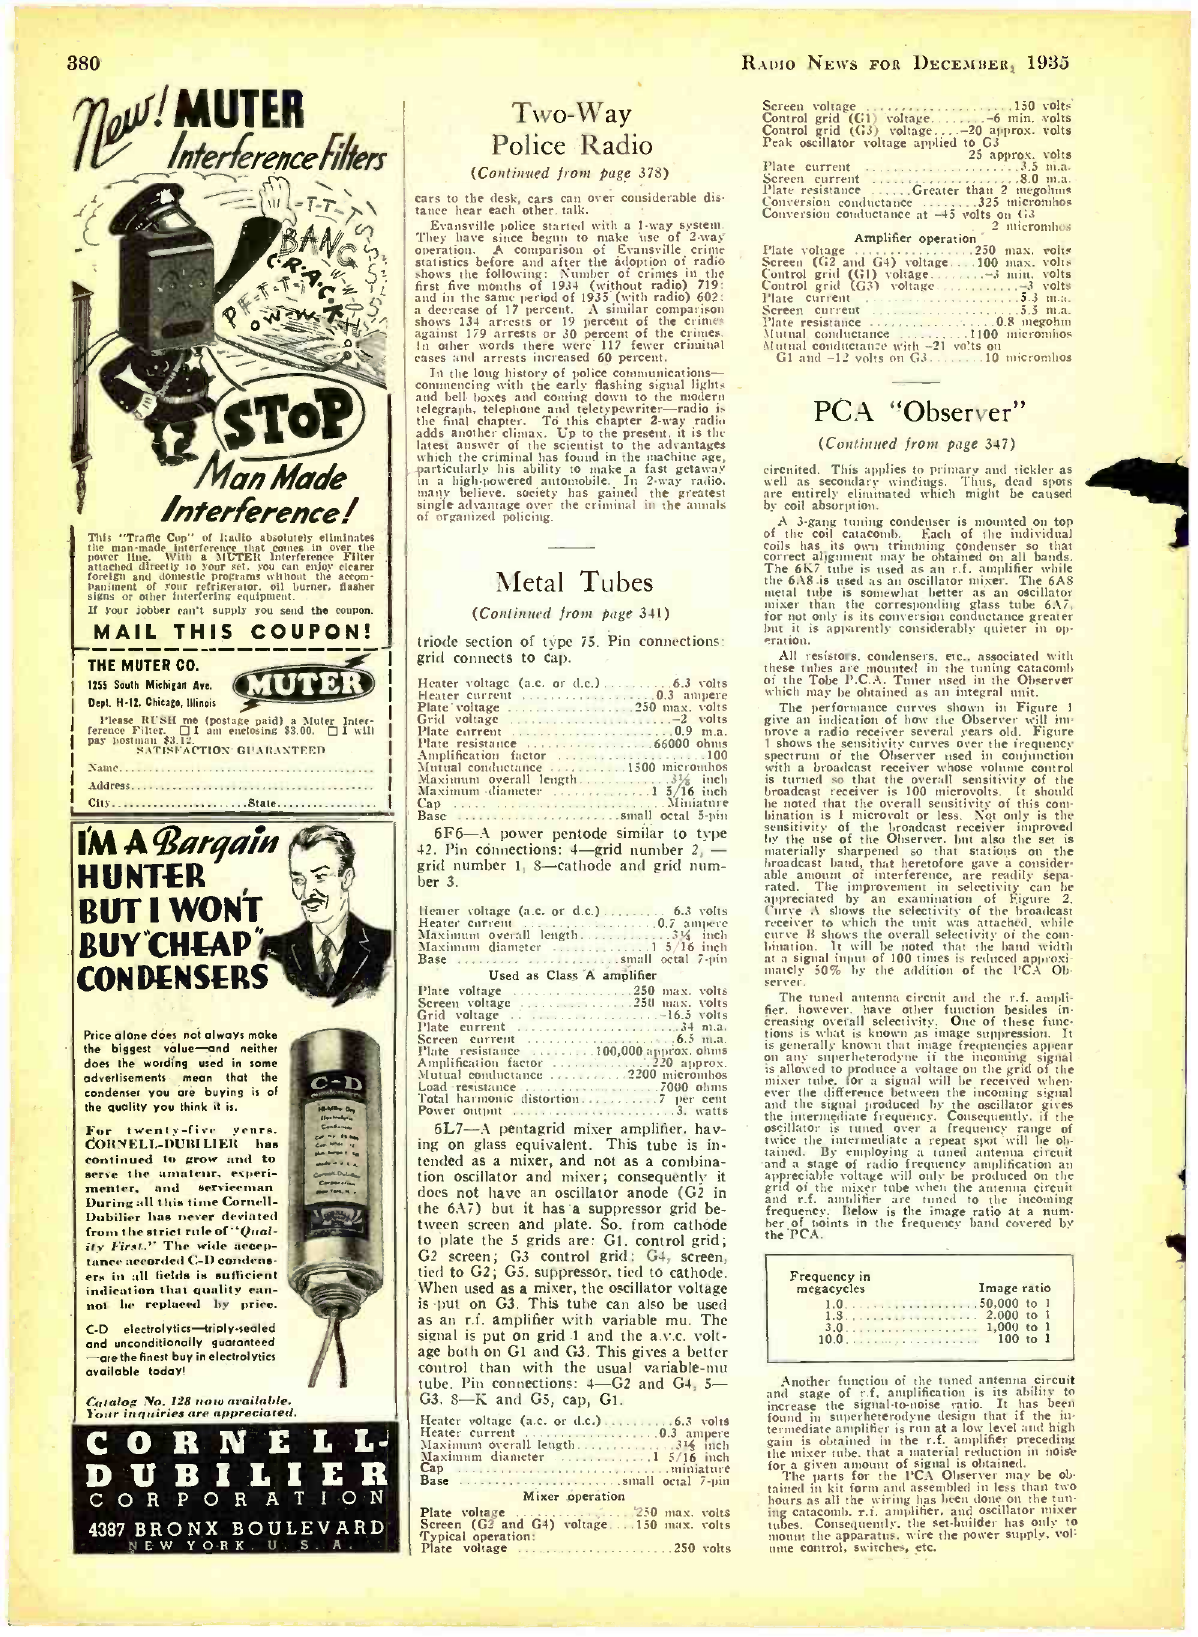 380
RADIO NEWS FOR DECEMBER, 1935
New! MUTER
Interference Filters
T-T-T-
BANG
C-R-A-C-K
P-F-T-T
POW-W
STOP
Man Made
Interference!
This "Traffic Cop" of Radio absolutely eliminates
the man-made interference that comes in over the
power line. With a MUTER Interference Filter
attached directly to your set, you can enjoy clearer
foreign and domestic programs without the accom-
paniment of your refrigerator, oil burner, flasher
signs or other interfering equipment.
If your jobber can't supply you send the coupon.
MAIL THIS COUPON!
THE MUTER CO.
1255 South Michigan Ave.
Dept. H-12, Chicago, Illinois
MUTER
Please RUSH me (postage paid) a Muter Inter-
ference Filter. □ I am enclosing $3.00. □ I will
pay postman $3.12.
SATISFACTION GUARANTEED
Name
Address
City State
I'M A Bargain
HUNTER
BUT I WON'T
BUY "CHEAP"
CONDENSERS
Price alone does not always make
the biggest value—and neither
does the wording used in some
advertisements mean that the
condenser you are buying is of
the quality you think it is.
For twenty-five years,
CORNELL-DUBILIER has
continued to grow and to
serve the amateur, experi-
menter, and serviceman
During all this time Cornell-
Dubilier has never deviated
from the strict rule of "Qual-
ity First." The wide accep-
tance accorded C-D condens-
ers in all fields is sufficient
indication that quality can-
not be replaced by price.
C-D electrolytics—triply-sealed
and unconditionally guaranteed
—are the finest buy in electrolytics
available today!
C-D
Catalog No. 128 now available.
Your inquiries are appreciated.
CORNELL-
DUBILIER
CORPORATION
4387 BRONX BOULEVARD
NEW YORK, U. S. A.
Two-Way
Police Radio
(Continued from page 378)
cars to the desk, cars can over considerable dis-
tance hear each other talk.
Evansville police started with a 1-way system.
They have since begun to make use of 2-way
operation. A comparison of Evansville crime
statistics before and after the adoption of radio
shows the following: Number of crimes in the
first five months of 1934 (without radio) 719:
and in the same period of 1935 (with radio) 602:
a decrease of 17 percent. A similar comparison
shows 134 arrests or 19 percent of the crimes
against 179 arrests or 30 percent of the crimes.
In other words there were 117 fewer criminal
cases and arrests increased 60 percent.
In the long history of police communications—
commencing with the early flashing signal lights
and bell boxes and coming down to the modern
telegraph, telephone and teletypewriter—radio is
the final chapter. To this chapter 2-way radio
adds another climax. Up to the present, it is the
latest answer of the scientist to the advantages
which the criminal has found in the machine age,
particularly his ability to make a fast getaway
in a high-powered automobile. In 2-way radio,
many believe, society has gained the greatest
single advantage over the criminal in the annals
of organized policing.
Metal Tubes
(Continued from page 341)
triode section of type 75. Pin connections:
grid connects to cap.
Heater voltage (a.c. or d.c.) 6.3 volts
Heater current 0.3 ampere
Plate voltage 250 max. volts
Grid voltage —2 volts
Plate current 0.9 m.a.
Plate resistance 66000 ohms
Amplification factor 100
Mutual conductance 1500 micromhos
Maximum overall length 3⅛ inch
Maximum diameter 1 5/16 inch
Cap Miniature
Base small octal 5-pin
6F6—A power pentode similar to type
42. Pin connections: 4—grid number 2, —
grid number 1, 8—cathode and grid num-
ber 3.
Heater voltage (a.c. or d.c.) 6.3 volts
Heater current 0.7 ampere
Maximum overall length 3¼ inch
Maximum diameter 1 5/16 inch
Base small octal 7-pin
Used as Class A amplifier
Plate voltage 250 max. volts
Screen voltage 250 max. volts
Grid voltage —16.5 volts
Plate current 34 m.a.
Screen current 6.5 m.a.
Plate resistance 100,000 approx. ohms
Amplification factor 220 approx.
Mutual conductance 2200 micromhos
Load resistance 7000 ohms
Total harmonic distortion 7 per cent
Power output 3. watts
6L7—A pentagrid mixer amplifier, hav-
ing on glass equivalent. This tube is in-
tended as a mixer, and not as a combina-
tion oscillator and mixer; consequently it
does not have an oscillator anode (G2 in
the 6A7) but it has a suppressor grid be-
tween screen and plate. So, from cathode
to plate the 5 grids are: G1, control grid;
G2 screen; G3 control grid; G4, screen,
tied to G2; G5, suppressor, tied to cathode.
When used as a mixer, the oscillator voltage
is put on G3. This tube can also be used
as an r.f. amplifier with variable mu. The
signal is put on grid 1 and the a.v.c. volt-
age both on G1 and G3. This gives a better
control than with the usual variable-mu
tube. Pin connections: 4—G2 and G4, 5—
G3, 8—K and G5, cap, G1.
Heater voltage (a.c. or d.c.) 6.3 volts
Heater current 0.3 ampere
Maximum overall length 3¼ inch
Maximum diameter 1 5/16 inch
Cap miniature
Base small octal 7-pin
Mixer operation
Plate voltage 250 max. volts
Screen (G2 and G4) voltage 150 max. volts
Typical operation:
Plate voltage 250 volts
Screen voltage 150 volts
Control grid (G1) voltage —6 min. volts
Control grid (G3) voltage —20 approx. volts
Peak oscillator voltage applied to G3
25 approx. volts
Plate current 3.5 m.a.
Screen current 8.0 m.a.
Plate resistance Greater than 2 megohms
Conversion conductance 325 micromhos
Conversion conductance at —45 volts on G3
2 micromhos
Amplifier operation
Plate voltage 250 max. volts
Screen (G2 and G4) voltage 100 max. volts
Control grid (G1) voltage —3 min. volts
Control grid (G3) voltage —3 volts
Plate current 5.3 m.a.
Screen current 5.5 m.a.
Plate resistance 0.8 megohm
Mutual conductance 1100 micromhos
Mutual conductance with —21 volts on
G1 and —12 volts on G3 10 micromhos
PCA "Observer"
(Continued from page 347)
circuited. This applies to primary and tickler as
well as secondary windings. Thus, dead spots
are entirely eliminated which might be caused
by coil absorption.
A 3-gang tuning condenser is mounted on top
of the coil catacomb. Each of the individual
coils has its own trimming condenser so that
correct alignment may be obtained on all bands.
The 6K7 tube is used as an r.f. amplifier while
the 6A8 is used as an oscillator mixer. The 6A8
metal tube is somewhat better as an oscillator
mixer than the corresponding glass tube 6A7,
for not only is its conversion conductance greater
but it is apparently considerably quieter in op-
eration.
All resistors, condensers, etc., associated with
these tubes are mounted in the tuning catacomb
of the Tobe P.C.A. Tuner used in the Observer
which may be obtained as an integral unit.
The performance curves shown in Figure 1
give an indication of how the Observer will im-
prove a radio receiver several years old. Figure
1 shows the sensitivity curves over the frequency
spectrum of the Observer used in conjunction
with a broadcast receiver whose volume control
is turned so that the overall sensitivity of the
broadcast receiver is 100 microvolts. It should
be noted that the overall sensitivity of this com-
bination is 1 microvolt or less. Not only is the
sensitivity of the broadcast receiver improved
by the use of the Observer, but also the set is
materially sharpened so that stations on the
broadcast band, that heretofore gave a consider-
able amount of interference, are readily sepa-
rated. The improvement in selectivity can be
appreciated by an examination of Figure 2.
Curve A shows the selectivity of the broadcast
receiver to which the unit was attached, while
curve B shows the overall selectivity of the com-
bination. It will be noted that the band width
at a signal input of 100 times is reduced approxi-
mately 50% by the addition of the PCA Ob-
server.
The tuned antenna circuit and the r.f. ampli-
fier, however, have other function besides in-
creasing overall selectivity. One of these func-
tions is what is known as image suppression. It
is generally known that image frequencies appear
on any superheterodyne if the incoming signal
is allowed to produce a voltage on the grid of the
mixer tube, for a signal will be received when-
ever the difference between the incoming signal
and the signal produced by the oscillator gives
the intermediate frequency. Consequently, if the
oscillator is tuned over a frequency range of
twice the intermediate a repeat spot will be ob-
tained. By employing a tuned antenna circuit
and a stage of radio frequency amplification an
appreciable voltage will only be produced on the
grid of the mixer tube when the antenna circuit
and r.f. amplifier are tuned to the incoming
frequency. Below is the image ratio at a num-
ber of points in the frequency band covered by
the PCA.
Frequency in
megacycles Image ratio
1.0 50,000 to 1
1.8 2,000 to 1
3.0 1,000 to 1
10.0 100 to 1
Another function of the tuned antenna circuit
and stage of r.f. amplification is its ability to
increase the signal-to-noise ratio. It has been
found in superheterodyne design that if the in-
termediate amplifier is run at a low level and high
gain is obtained in the r.f. amplifier preceding
the mixer tube, that a material reduction in noise
for a given amount of signal is obtained.
The parts for the PCA Observer may be ob-
tained in kit form and assembled in less than two
hours as all the wiring has been done on the tun-
ing catacomb, r.f. amplifier, and oscillator mixer
tubes. Consequently, the set-builder has only to
mount the apparatus, wire the power supply, vol-
ume control, switches, etc.